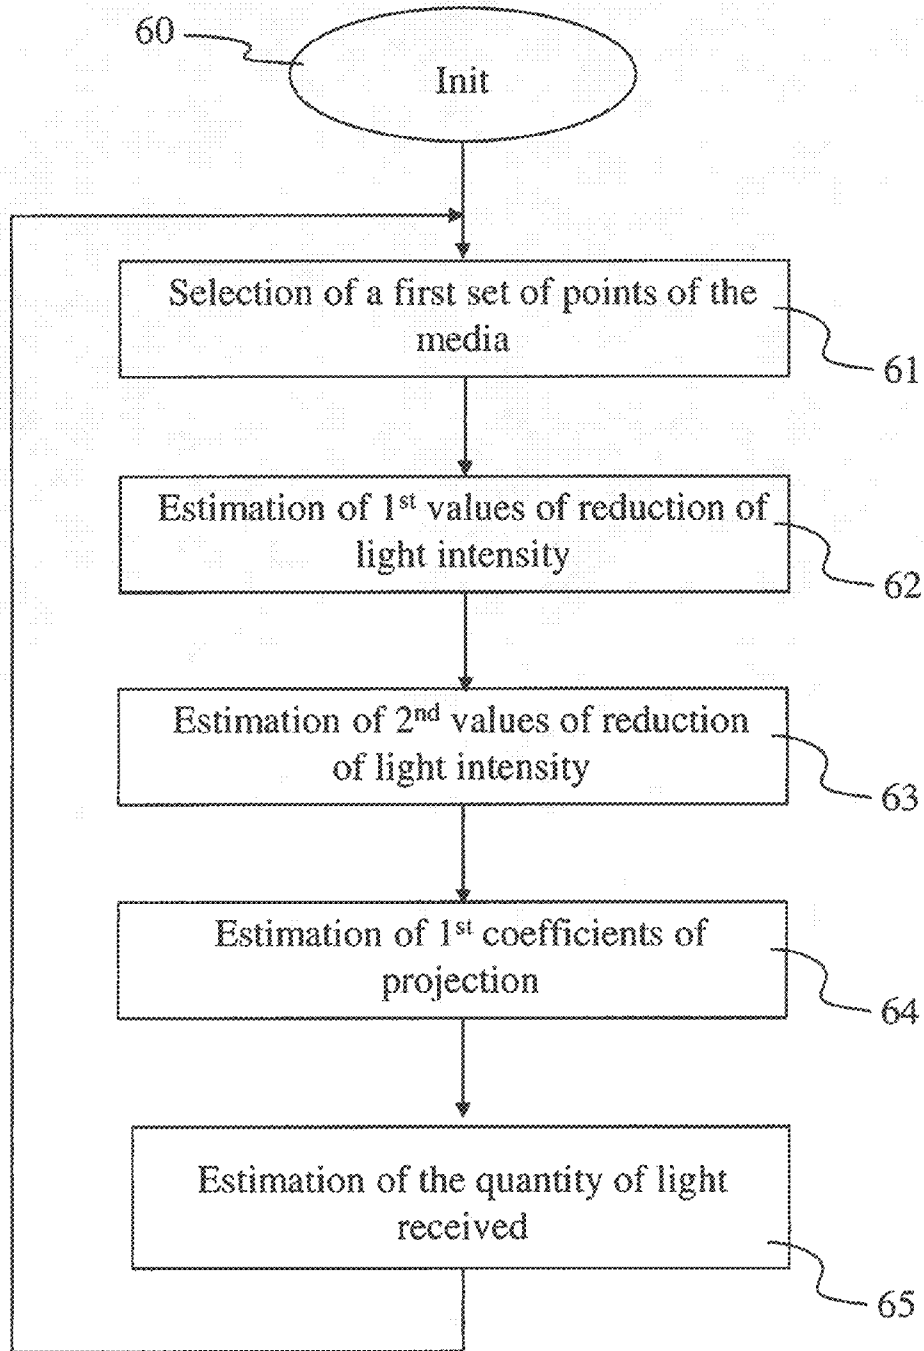 60
Init
Selection of a first set of points of the
media
61
Estimation of 1st values of reduction of
light intensity
62
Estimation of 2nd values of reduction
of light intensity
63
Estimation of 1st coefficients of
projection
64
Estimation of the quantity of light
received
65